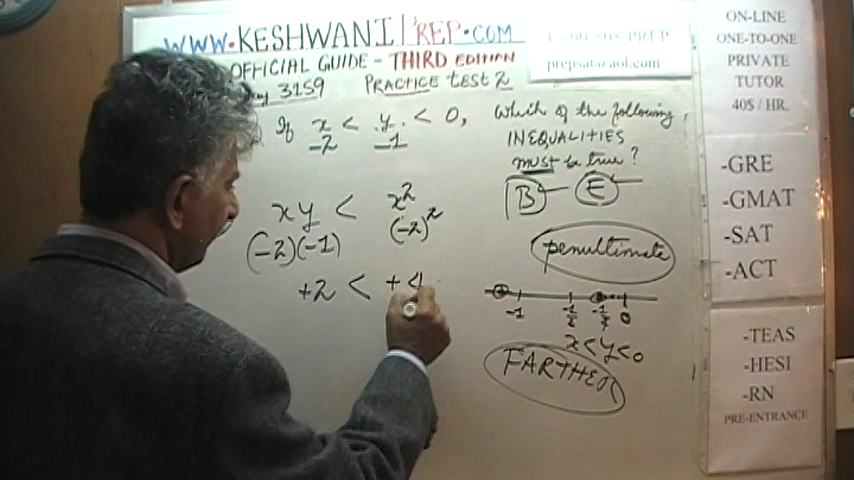 WWW.KESHWANIPREP.COM
OFFICIAL GUIDE - THIRD EDITION
3159 PRACTICE TEST 2
prepsat@aol.com
If x < y < 0, Which of the following
-2 -1 INEQUALITIES
must be true?
B E
xy < x²
(-2)(-1) (-2)²
+2 < +4
penultimate
-1 -1/2 0
x < y < 0
FARTHER
ON-LINE
ONE-TO-ONE
PRIVATE
TUTOR
40$ / HR.
-GRE
-GMAT
-SAT
-ACT
-TEAS
-HESI
-RN
PRE-ENTRANCE